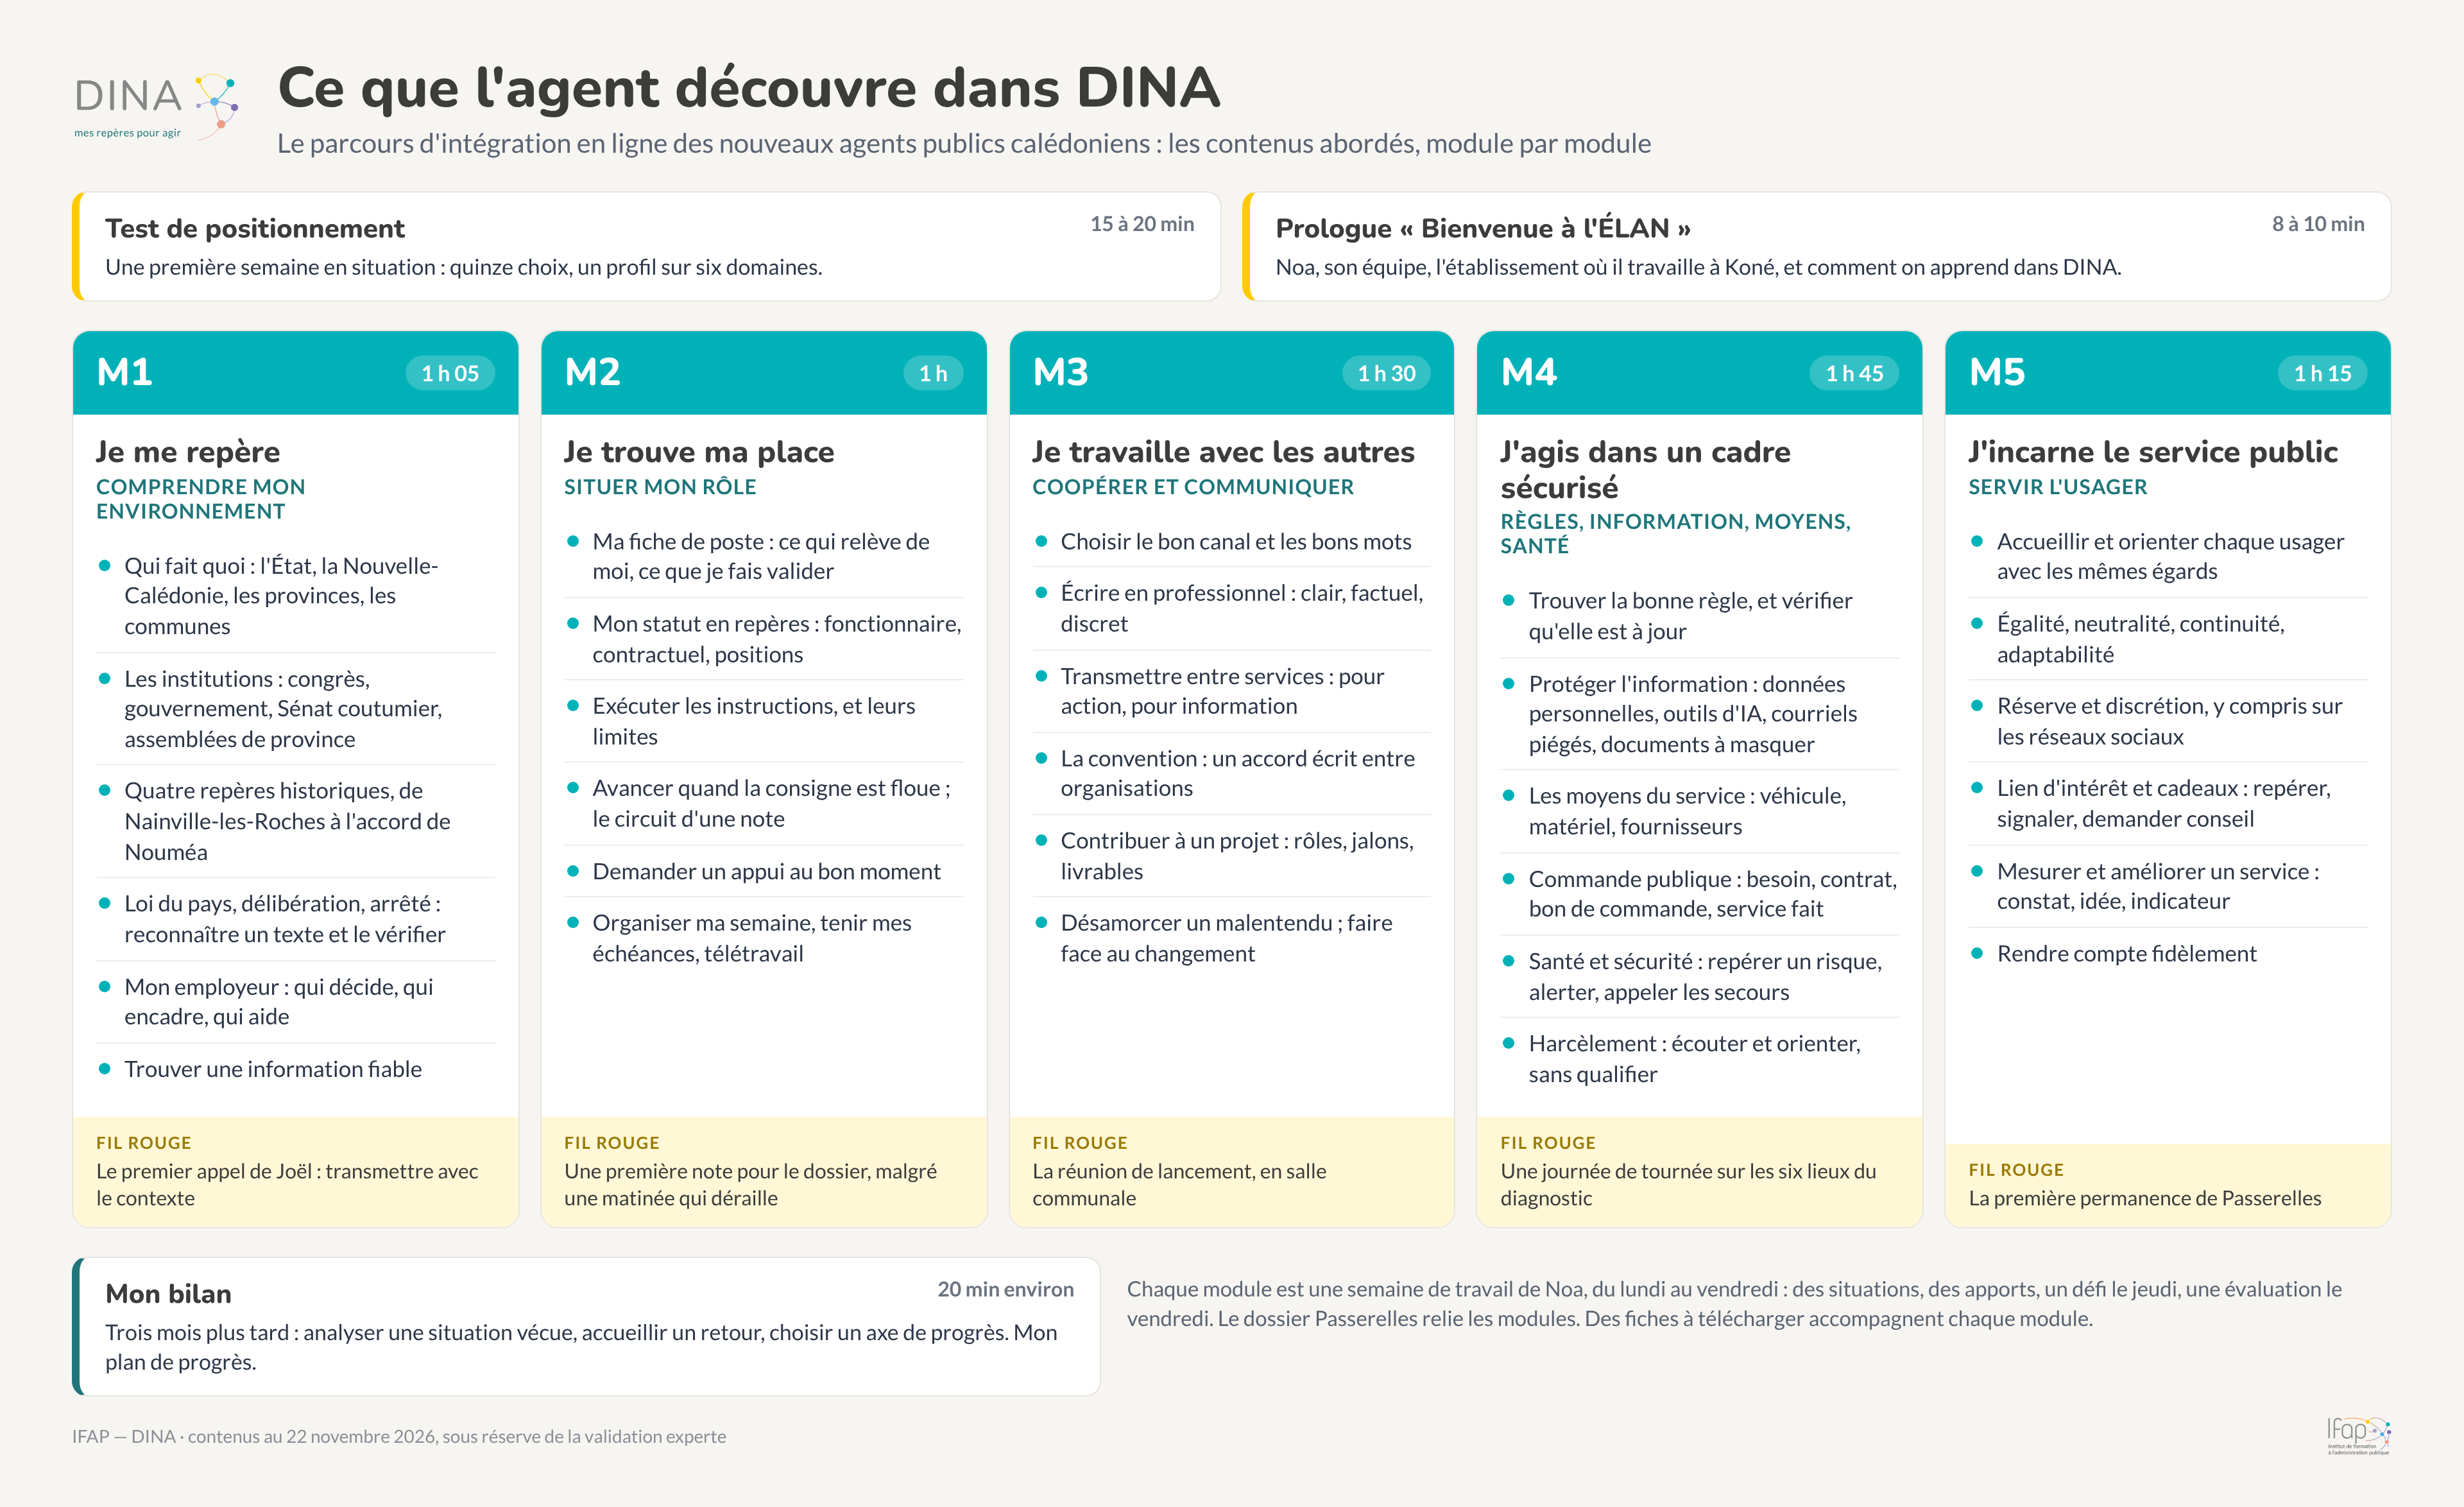 DINA
mes repères pour agir
Ce que l'agent découvre dans DINA
Le parcours d'intégration en ligne des nouveaux agents publics calédoniens : les contenus abordés, module par module
Test de positionnement
15 à 20 min
Une première semaine en situation : quinze choix, un profil sur six domaines.
Prologue « Bienvenue à l'ÉLAN »
8 à 10 min
Noa, son équipe, l'établissement où il travaille à Koné, et comment on apprend dans DINA.
M1
1 h 05
Je me repère
COMPRENDRE MON
ENVIRONNEMENT
Qui fait quoi : l'État, la Nouvelle-
Calédonie, les provinces, les
communes
Les institutions : congrès,
gouvernement, Sénat coutumier,
assemblées de province
Quatre repères historiques, de
Nainville-les-Roches à l'accord de
Nouméa
Loi du pays, délibération, arrêté :
reconnaître un texte et le vérifier
Mon employeur : qui décide, qui
encadre, qui aide
Trouver une information fiable
FIL ROUGE
Le premier appel de Joël : transmettre avec
le contexte
M2
1 h
Je trouve ma place
SITUER MON RÔLE
Ma fiche de poste : ce qui relève de
moi, ce que je fais valider
Mon statut en repères : fonctionnaire,
contractuel, positions
Exécuter les instructions, et leurs
limites
Avancer quand la consigne est floue ;
le circuit d'une note
Demander un appui au bon moment
Organiser ma semaine, tenir mes
échéances, télétravail
FIL ROUGE
Une première note pour le dossier, malgré
une matinée qui déraille
M3
1 h 30
Je travaille avec les autres
COOPÉRER ET COMMUNIQUER
Choisir le bon canal et les bons mots
Écrire en professionnel : clair, factuel,
discret
Transmettre entre services : pour
action, pour information
La convention : un accord écrit entre
organisations
Contribuer à un projet : rôles, jalons,
livrables
Désamorcer un malentendu ; faire
face au changement
FIL ROUGE
La réunion de lancement, en salle
communale
M4
1 h 45
J'agis dans un cadre
sécurisé
RÈGLES, INFORMATION, MOYENS,
SANTÉ
Trouver la bonne règle, et vérifier
qu'elle est à jour
Protéger l'information : données
personnelles, outils d'IA, courriels
piégés, documents à masquer
Les moyens du service : véhicule,
matériel, fournisseurs
Commande publique : besoin, contrat,
bon de commande, service fait
Santé et sécurité : repérer un risque,
alerter, appeler les secours
Harcèlement : écouter et orienter,
sans qualifier
FIL ROUGE
Une journée de tournée sur les six lieux du
diagnostic
M5
1 h 15
J'incarne le service public
SERVIR L'USAGER
Accueillir et orienter chaque usager
avec les mêmes égards
Égalité, neutralité, continuité,
adaptabilité
Réserve et discrétion, y compris sur
les réseaux sociaux
Lien d'intérêt et cadeaux : repérer,
signaler, demander conseil
Mesurer et améliorer un service :
constat, idée, indicateur
Rendre compte fidèlement
FIL ROUGE
La première permanence de Passerelles
Mon bilan
20 min environ
Trois mois plus tard : analyser une situation vécue, accueillir un retour, choisir un axe de progrès. Mon
plan de progrès.
Chaque module est une semaine de travail de Noa, du lundi au vendredi : des situations, des apports, un défi le jeudi, une évaluation le
vendredi. Le dossier Passerelles relie les modules. Des fiches à télécharger accompagnent chaque module.
IFAP — DINA · contenus au 22 novembre 2026, sous réserve de la validation experte
Ifap
Institut de formation
à l'administration publique